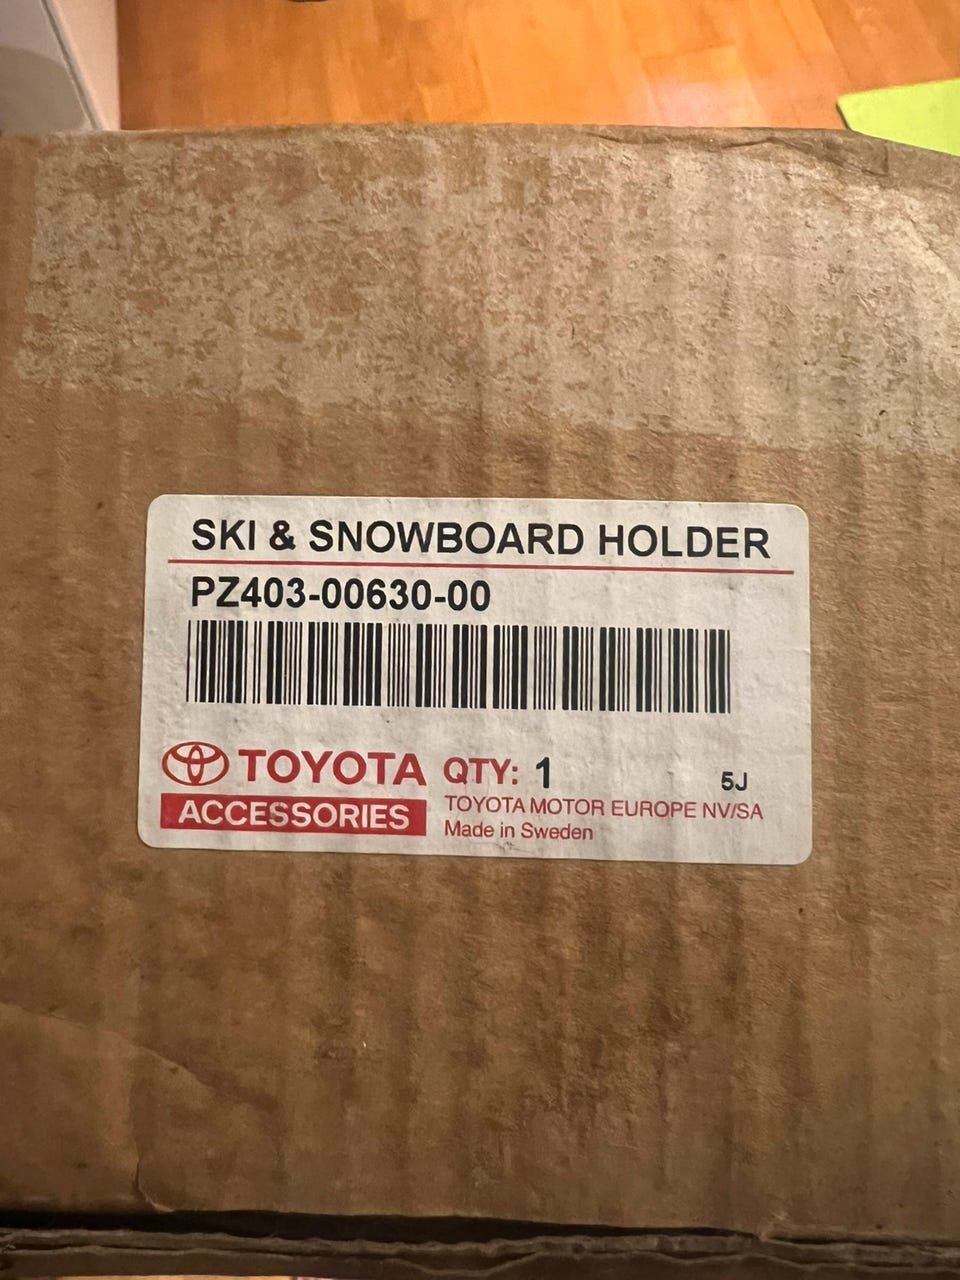 SKI & SNOWBOARD HOLDER
PZ403-00630-00
TOYOTA QTY: 1 5J
ACCESSORIES
TOYOTA MOTOR EUROPE NV/SA
Made in Sweden